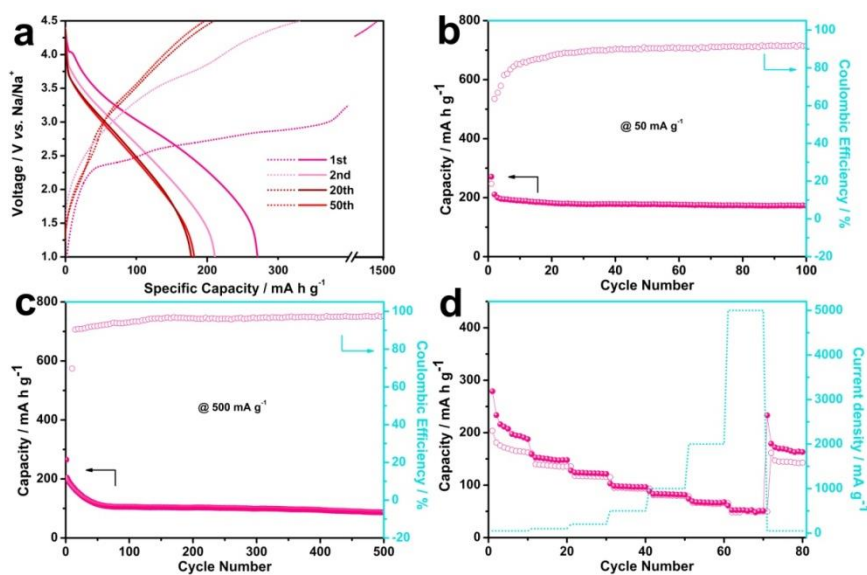 a
4.5
4.0
3.5
3.0
2.5
2.0
1.5
1.0
Voltage / V vs. Na/Na⁺
1st
2nd
20th
50th
0 100 200 300 1500
Specific Capacity / mA h g⁻¹
b
800
600
400
200
0
Capacity / mA h g⁻¹
@ 50 mA g⁻¹
100
80
60
40
20
0
-20
Coulombic Efficiency / %
0 20 40 60 80 100
Cycle Number
c
800
600
400
200
0
Capacity / mA h g⁻¹
@ 500 mA g⁻¹
100
80
60
40
20
0
-20
Coulombic Efficiency / %
0 100 200 300 400 500
Cycle Number
d
400
300
200
100
0
Capacity / mA h g⁻¹
5000
4000
3000
2000
1000
0
Current density / mA g⁻¹
0 20 40 60 80
Cycle Number